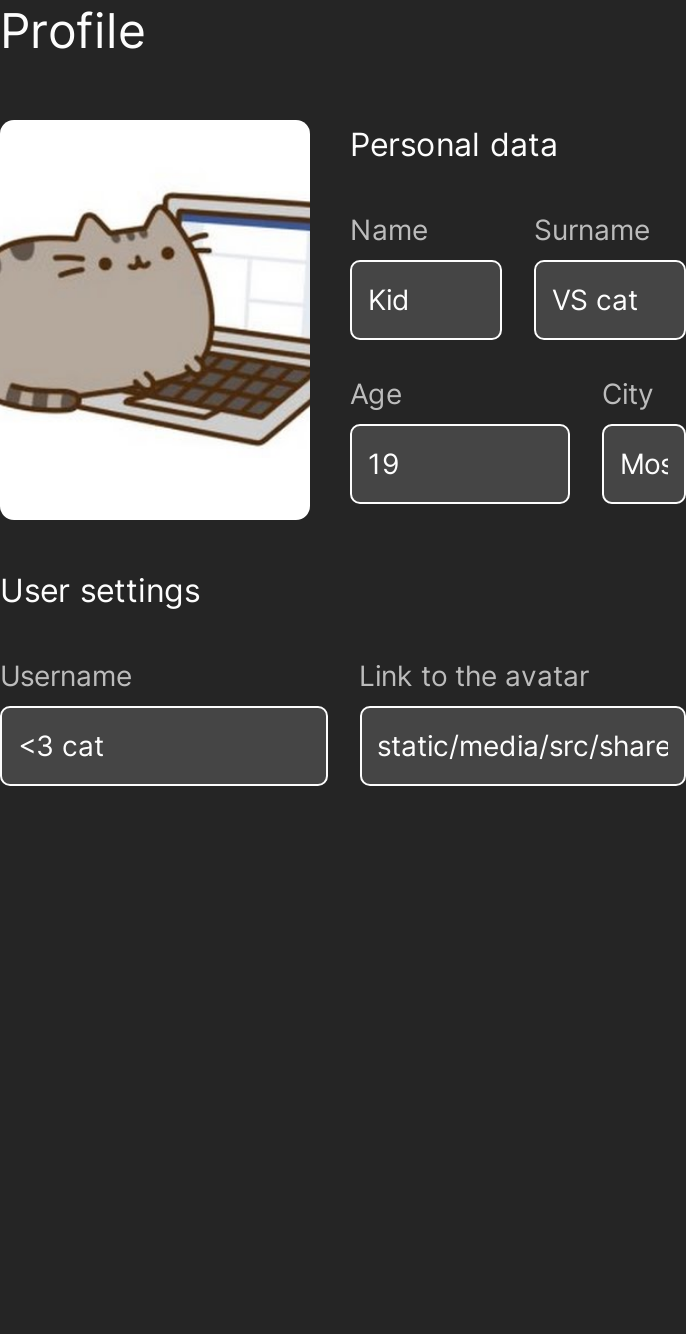 Profile
Personal data
Name Surname
Kid VS cat
Age City
19 Mos
User settings
Username Link to the avatar
<3 cat static/media/src/share